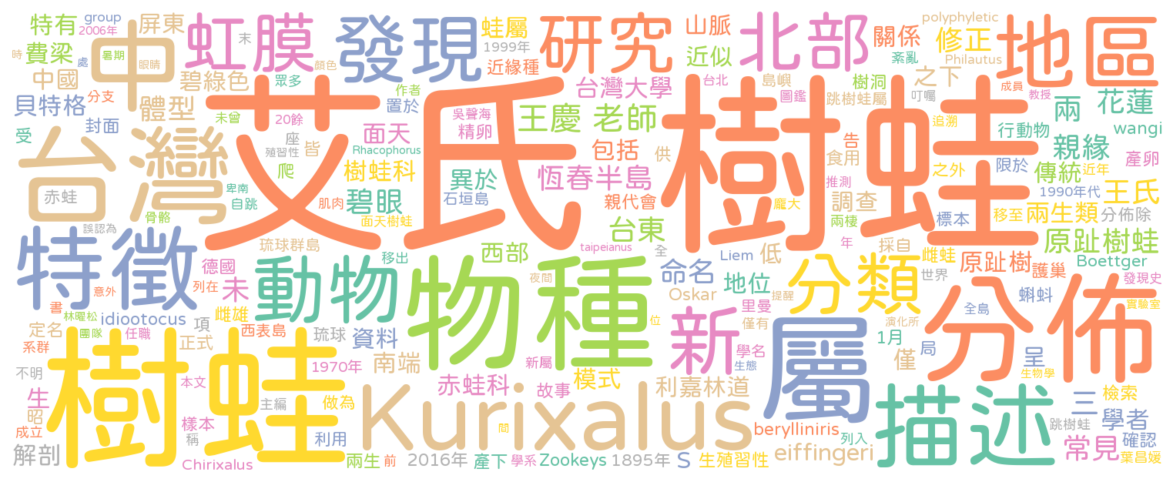 特有 group 2006年 屏東 中 虹膜 發現 蛙屬 1999年 近緣種 研究 山脈 近似 北部 關係 polyphyletic 修正 Philautus 紊亂 地區
時 費梁 處 暑期 眼睛 顏色 末
中國 碧綠色 眾多 作者 置於 台灣大學 台北 島嶼 樹洞 之下 成員
貝特格 分支 體型 未曾 20餘 吳聲海 精卵 王慶 老師 圖鑑 跳樹蛙屬 叮囑 教授 兩 花蓮
受 封面 座 面天 艾氏樹蛙 包括 供 告 追溯 行動物 wangi
台灣 殖習性 皆 Rhacophorus 樹蛙科 異於 恆春半島 食用 之外 限於 親緣 產卵
赤蛙 爬 碧眼 石垣島 親代會 推測 調查 1990年代 近年 傳統 王氏
卑南 自跳 肌肉 台東 龐大 兩棲 標本 移至 兩生類 分佈除
骨骼 誤認為 面天樹蛙 琉球群島 西部 taipeianus 全 年 採自 雌蛙 原趾樹蛙
特徵 德國 未 移出 動物 物種 夜間 Liem 低 世界 原趾樹 護巢 Boettger
列在 命名 地位 分類 發現史
書 意外 idiootocus 雌雄 西表島 Oskar 里曼 提醒 蝌蚪 實驗室
林曜松 團隊 任職 項 琉球 資料 位 新 僅有 演化所 全島
定名 系群 正式 1970年 南端 新屬 學名 生態 1月 局 分佈
不明 樹蛙 赤蛙科 故事 模式 利嘉林道 屬 僅 呈 生物學
生 本文 主編 做為 Kurixalus 三 檢索
昭 樣本 berylliniris 描述 學者
成立 稱 利用 間 列入 跳樹蛙 確認
解剖 Chirixalus 兩生 前 2016年 產下 學系 Zookeys 1895年 S 生殖習性 eiffingeri 常見 葉昌媛